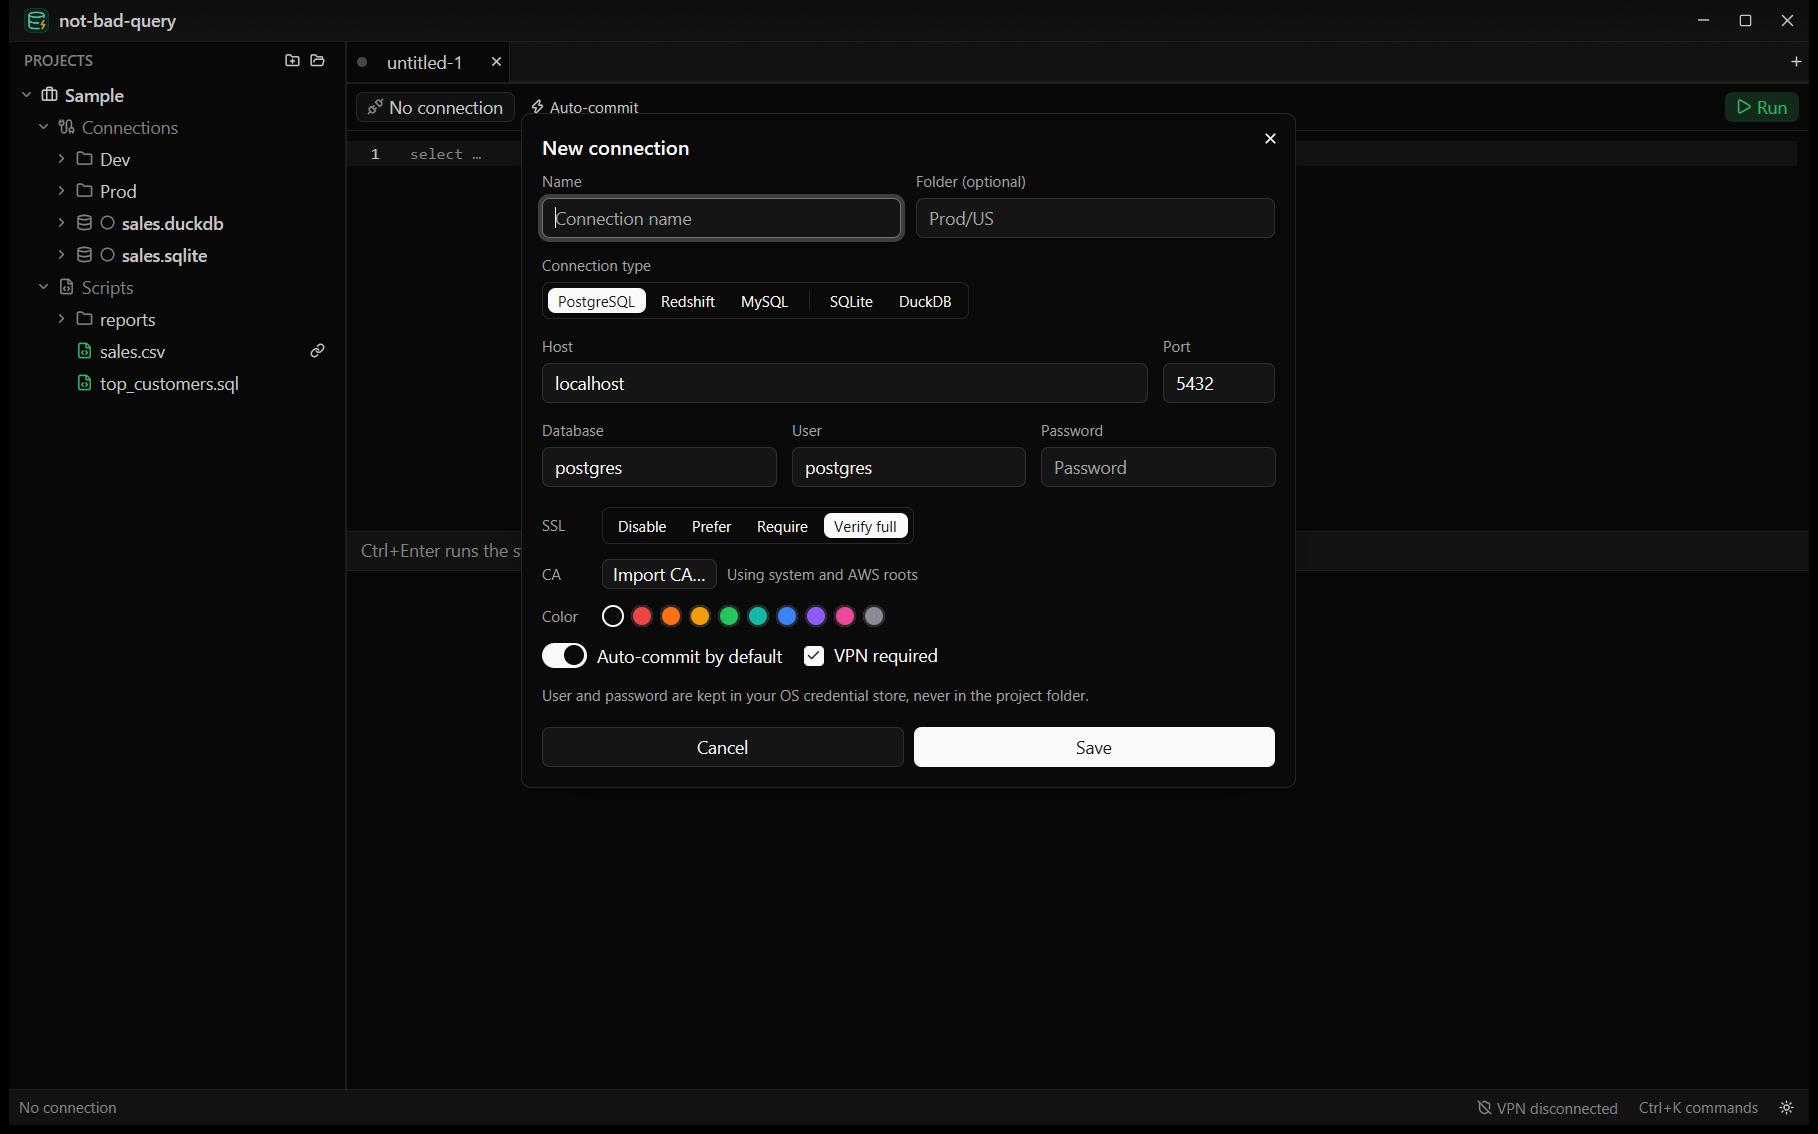 not-bad-query
PROJECTS
Sample
Connections
Dev
Prod
sales.duckdb
sales.sqlite
Scripts
reports
sales.csv
top_customers.sql
untitled-1
No connection
Auto-commit
Run
1 select …
Ctrl+Enter runs the s
New connection
Name
Folder (optional)
Connection name
Prod/US
Connection type
PostgreSQL Redshift MySQL SQLite DuckDB
Host
Port
localhost
5432
Database
User
Password
postgres
postgres
Password
SSL
Disable Prefer Require Verify full
CA
Import CA... Using system and AWS roots
Color
Auto-commit by default VPN required
User and password are kept in your OS credential store, never in the project folder.
Cancel
Save
No connection
VPN disconnected
Ctrl+K commands